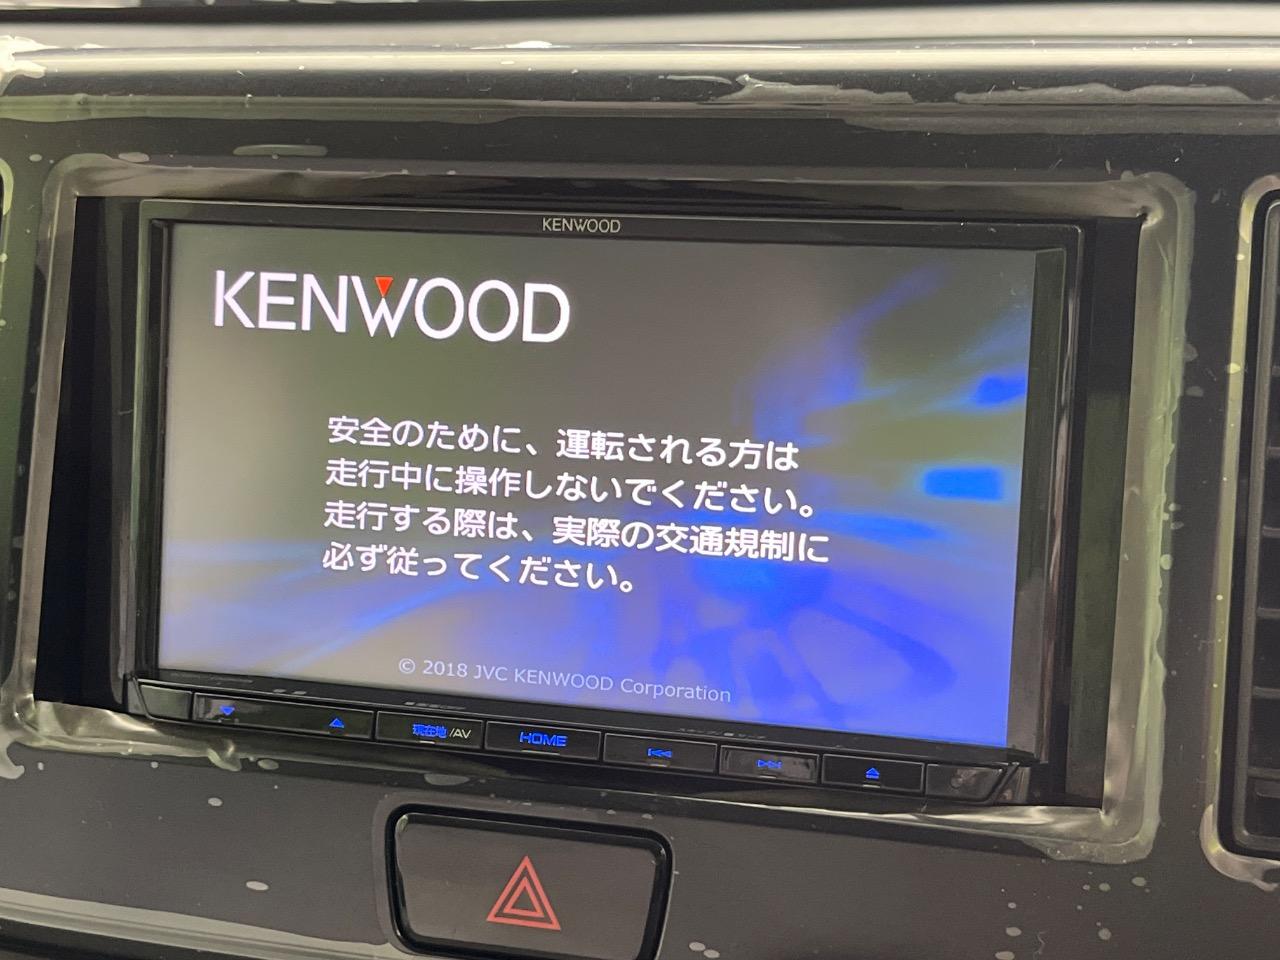 KENWOOD
KENWOOD
安全のために、運転される方は
走行中に操作しないでください。
走行する際は、実際の交通規制に
必ず従ってください。
© 2018 JVC KENWOOD Corporation
現在地/AV
HOME